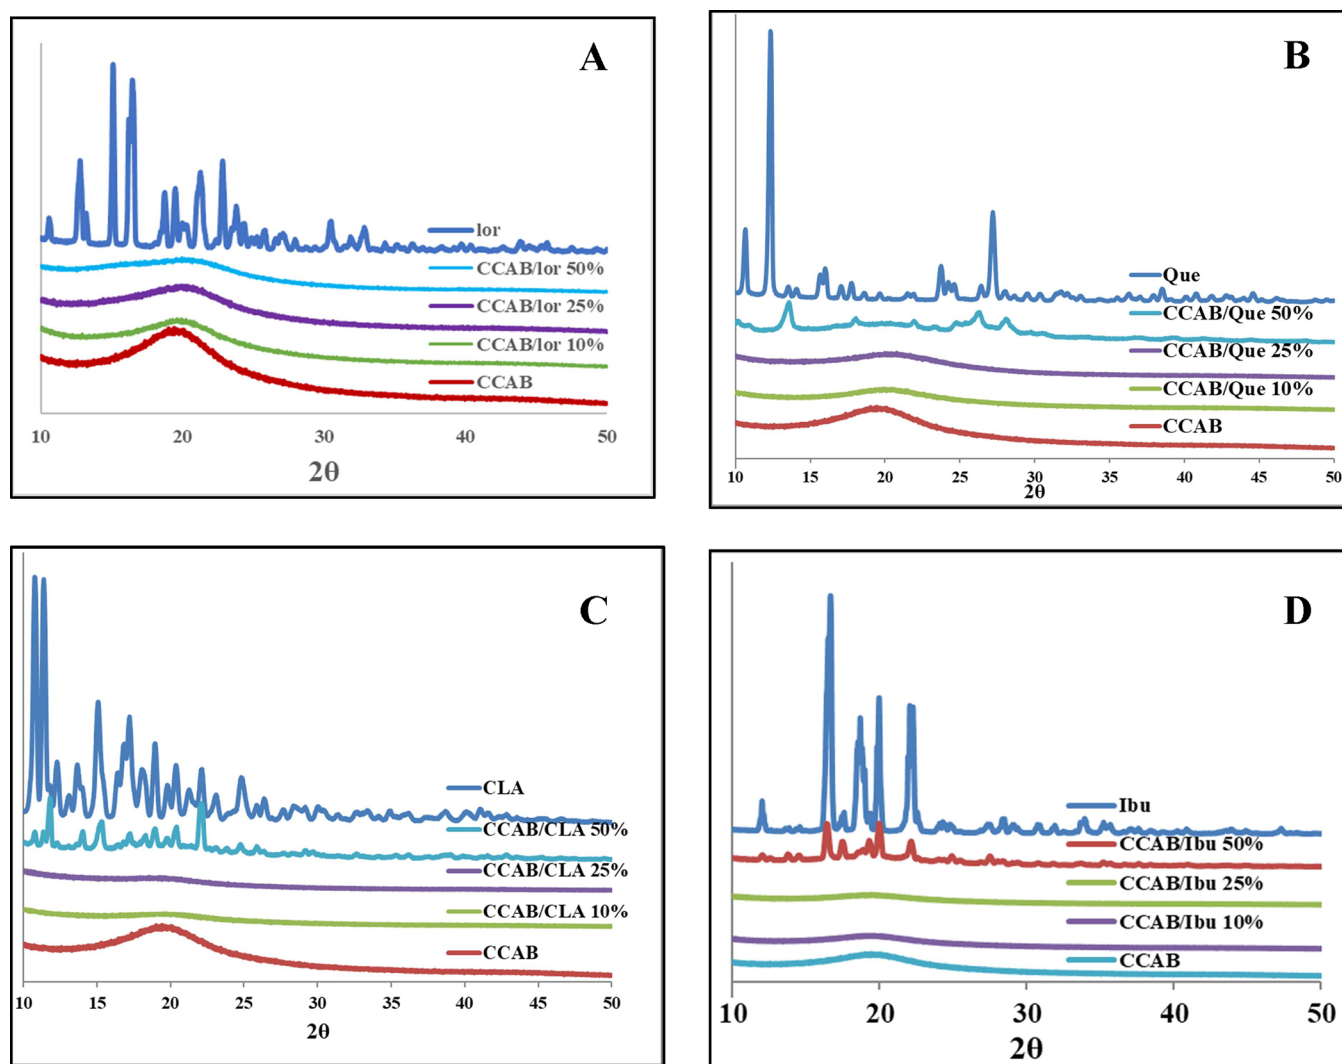 A
lor
CCAB/lor 50%
CCAB/lor 25%
CCAB/lor 10%
CCAB
10 20 30 40 50
2θ
B
Que
CCAB/Que 50%
CCAB/Que 25%
CCAB/Que 10%
CCAB
10 15 20 25 30 35 40 45 50
2θ
C
CLA
CCAB/CLA 50%
CCAB/CLA 25%
CCAB/CLA 10%
CCAB
10 15 20 25 30 35 40 45 50
2θ
D
Ibu
CCAB/Ibu 50%
CCAB/Ibu 25%
CCAB/Ibu 10%
CCAB
10 20 30 40 50
2θ